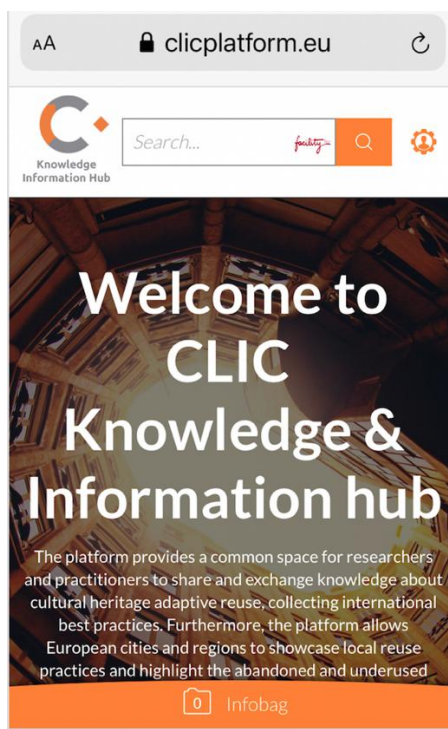 AA
clicplatform.eu
Knowledge
Information Hub
Search...
facility
Welcome to
CLIC
Knowledge &
Information hub
The platform provides a common space for researchers
and practitioners to share and exchange knowledge about
cultural heritage adaptive reuse, collecting international
best practices. Furthermore, the platform allows
European cities and regions to showcase local reuse
practices and highlight the abandoned and underused
0 Infobag